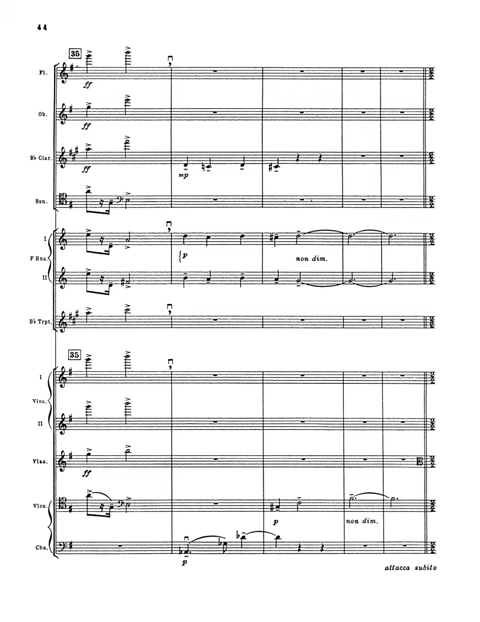 44
35
Fl.
ff
Ob.
ff
B♭ Clar.
ff
mp
Bsn.
I
F Hns.
p
non dim.
II
B♭ Trpt.
35
I
Vlns.
II
Vlas.
ff
Vlcs.
p
non dim.
Cbs.
p
attacca subito